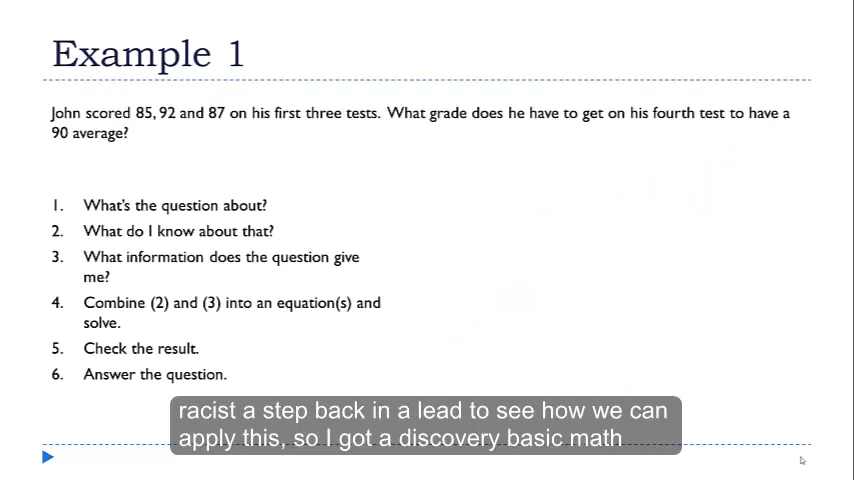 Example 1
John scored 85, 92 and 87 on his first three tests. What grade does he have to get on his fourth test to have a
90 average?
1. What's the question about?
2. What do I know about that?
3. What information does the question give
me?
4. Combine (2) and (3) into an equation(s) and
solve.
5. Check the result.
6. Answer the question.
racist a step back in a lead to see how we can
apply this, so I got a discovery basic math